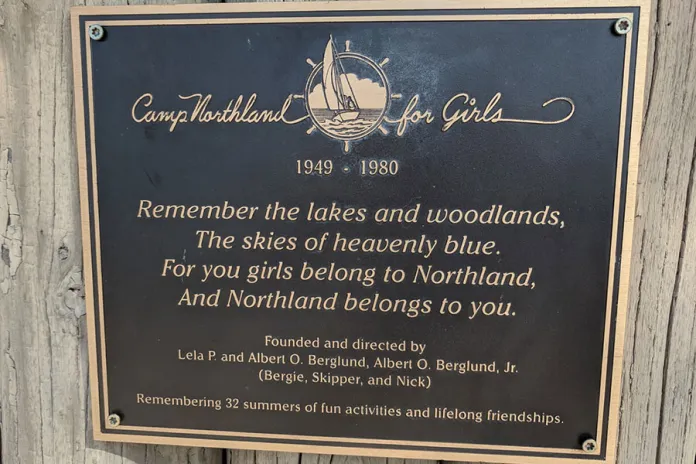 Camp Northland for Girls
1949 - 1980
Remember the lakes and woodlands,
The skies of heavenly blue.
For you girls belong to Northland,
And Northland belongs to you.
Founded and directed by
Lela P. and Albert O. Berglund, Albert O. Berglund, Jr.
(Bergie, Skipper, and Nick)
Remembering 32 summers of fun activities and lifelong friendships.